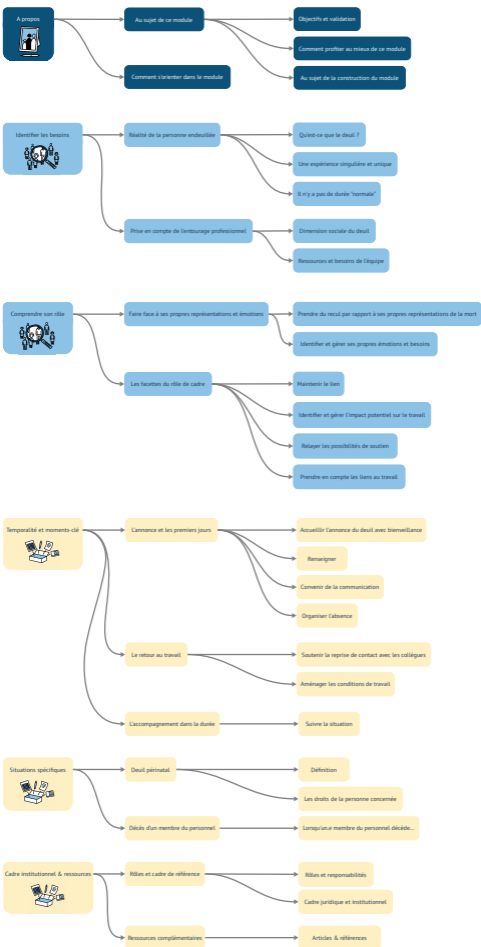 A propos
Au sujet de ce module
Objectifs et validation
Comment profiter au mieux de ce module
Au sujet de la construction du module
Comment s'orienter dans le module
Identifier les besoins
Réalité de la personne endeuillée
Qu'est-ce que le deuil ?
Une expérience singulière et unique
Il n'y a pas de durée "normale"
Prise en compte de l'entourage professionnel
Dimension sociale du deuil
Ressources et besoins de l'équipe
Comprendre son rôle
Faire face à ses propres représentations et émotions
Prendre du recul par rapport à ses propres représentations de la mort
Identifier et gérer ses propres émotions et besoins
Les facettes du rôle de cadre
Maintenir le lien
Identifier et gérer l'impact potentiel sur le travail
Relayer les possibilités de soutien
Prendre en compte les liens au travail
Temporalité et moments-clé
L'annonce et les premiers jours
Accueillir l'annonce du deuil avec bienveillance
Renseigner
Convenir de la communication
Organiser l'absence
Le retour au travail
Soutenir la reprise de contact avec les collègues
Aménager les conditions de travail
L'accompagnement dans la durée
Suivre la situation
Situations spécifiques
Deuil périnatal
Définition
Les droits de la personne concernée
Décès d'un membre du personnel
Lorsqu'un.e membre du personnel décède...
Cadre institutionnel & ressources
Rôles et cadre de référence
Rôles et responsabilités
Cadre juridique et institutionnel
Ressources complémentaires
Articles & références